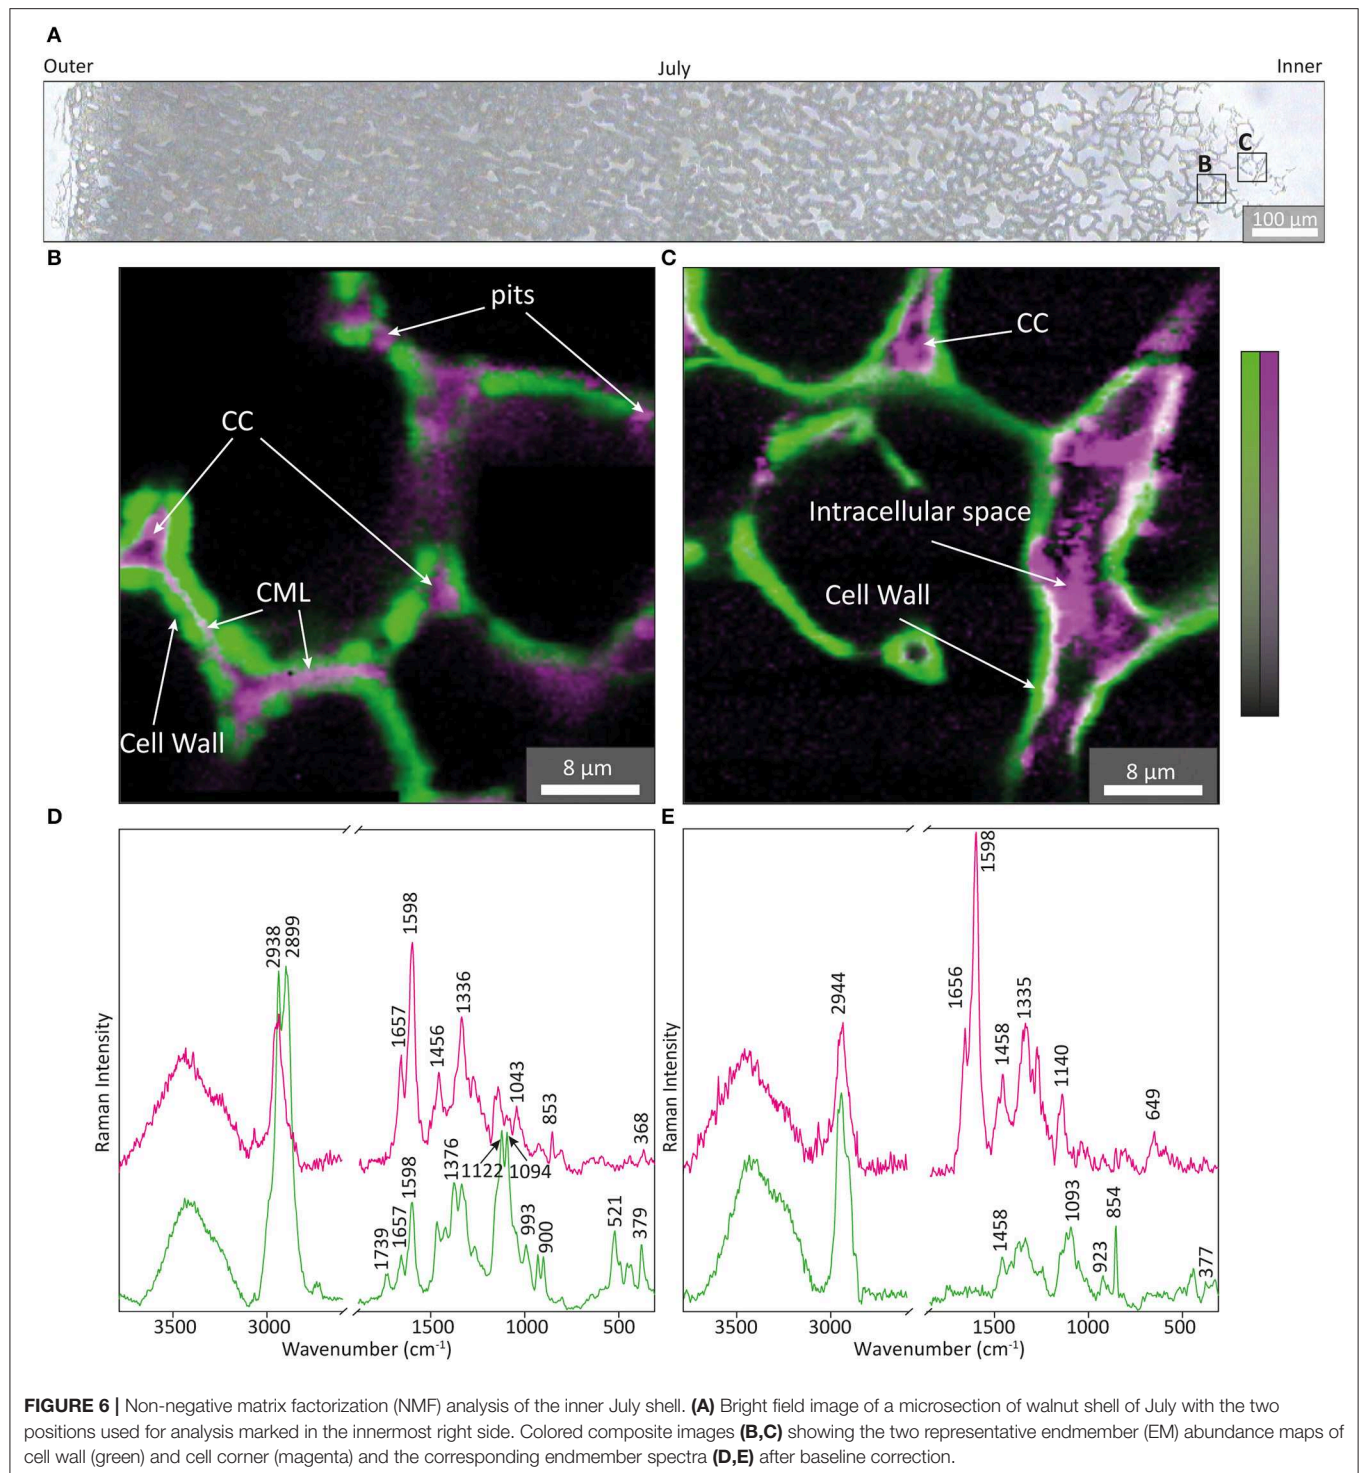 A
Outer July Inner
B
C
100 µm
B
C
pits
CC
CML
Cell Wall
8 µm
CC
Intracellular space
Cell Wall
8 µm
D
E
2938
2899
1657
1598
1456
1336
1043
853
368
1739
1657
1598
1376
1122
1094
993
900
521
379
Raman Intensity
3500 3000 1500 1000 500
Wavenumber (cm-1)
2944
1656
1598
1458
1335
1140
649
1458
1093
923
854
377
Raman Intensity
3500 3000 1500 1000 500
Wavenumber (cm-1)
FIGURE 6 | Non-negative matrix factorization (NMF) analysis of the inner July shell. (A) Bright field image of a microsection of walnut shell of July with the two
positions used for analysis marked in the innermost right side. Colored composite images (B,C) showing the two representative endmember (EM) abundance maps of
cell wall (green) and cell corner (magenta) and the corresponding endmember spectra (D,E) after baseline correction.